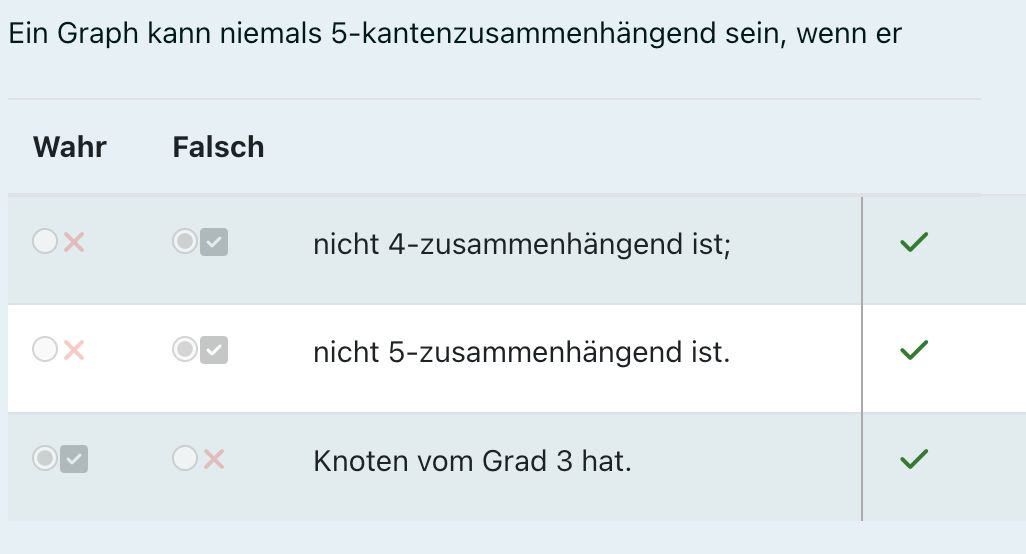 Ein Graph kann niemals 5-kantenzusammenhängend sein, wenn er
Wahr Falsch
nicht 4-zusammenhängend ist;
nicht 5-zusammenhängend ist.
Knoten vom Grad 3 hat.